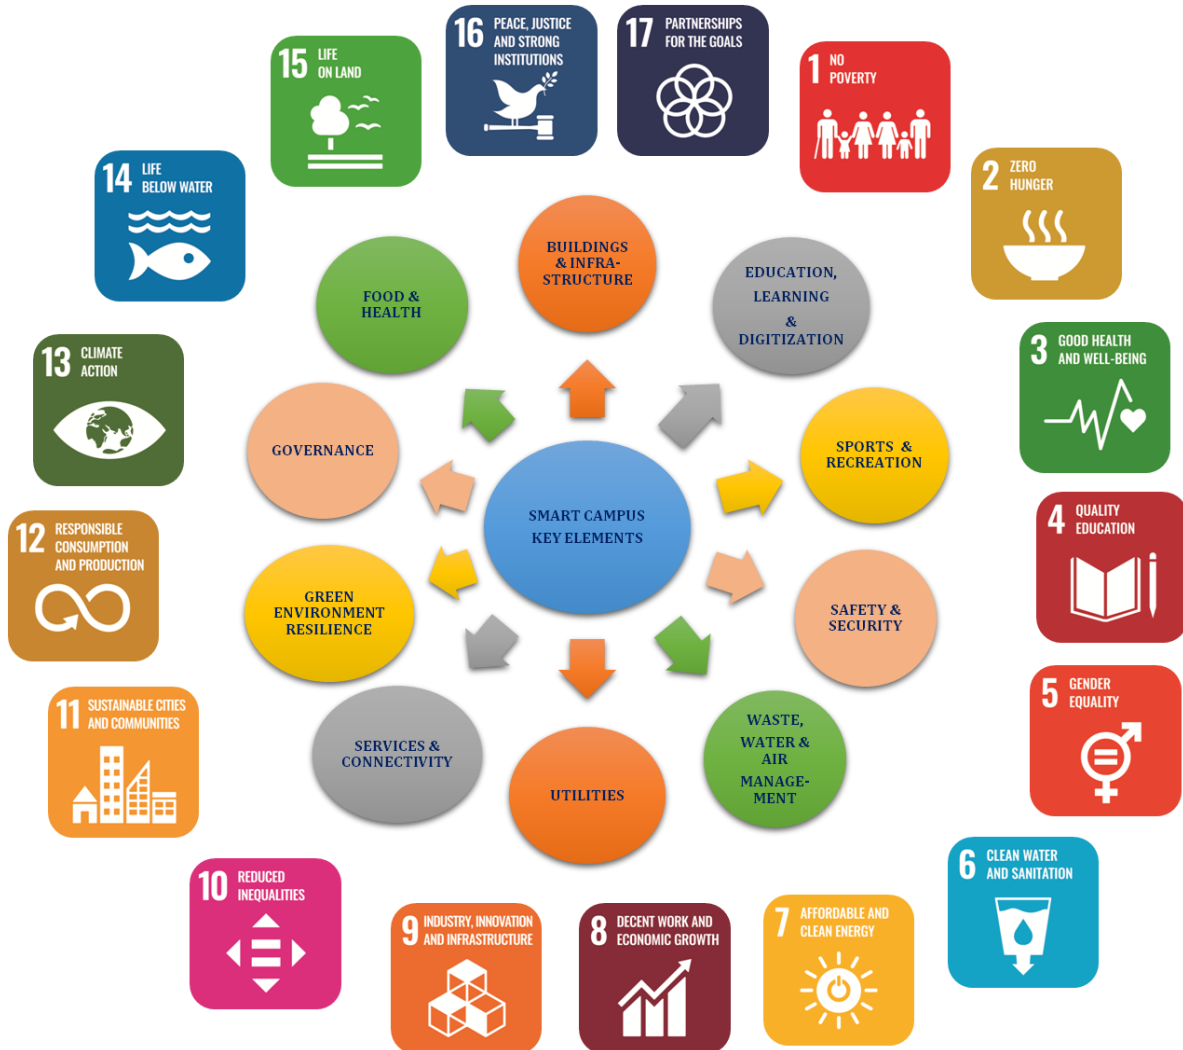 16 PEACE, JUSTICE
AND STRONG
INSTITUTIONS
17 PARTNERSHIPS
FOR THE GOALS
15 LIFE
ON LAND
1 NO
POVERTY
14 LIFE
BELOW WATER
2 ZERO
HUNGER
13 CLIMATE
ACTION
3 GOOD HEALTH
AND WELL-BEING
12 RESPONSIBLE
CONSUMPTION
AND PRODUCTION
4 QUALITY
EDUCATION
11 SUSTAINABLE CITIES
AND COMMUNITIES
5 GENDER
EQUALITY
10 REDUCED
INEQUALITIES
6 CLEAN WATER
AND SANITATION
9 INDUSTRY, INNOVATION
AND INFRASTRUCTURE
8 DECENT WORK AND
ECONOMIC GROWTH
7 AFFORDABLE AND
CLEAN ENERGY
BUILDINGS
& INFRA-
STRUCTURE
EDUCATION,
LEARNING
&
DIGITIZATION
FOOD &
HEALTH
SPORTS &
RECREATION
GOVERNANCE
SMART CAMPUS
KEY ELEMENTS
SAFETY &
SECURITY
GREEN
ENVIRONMENT
RESILIENCE
WASTE,
WATER &
AIR
MANAGE-
MENT
SERVICES &
CONNECTIVITY
UTILITIES